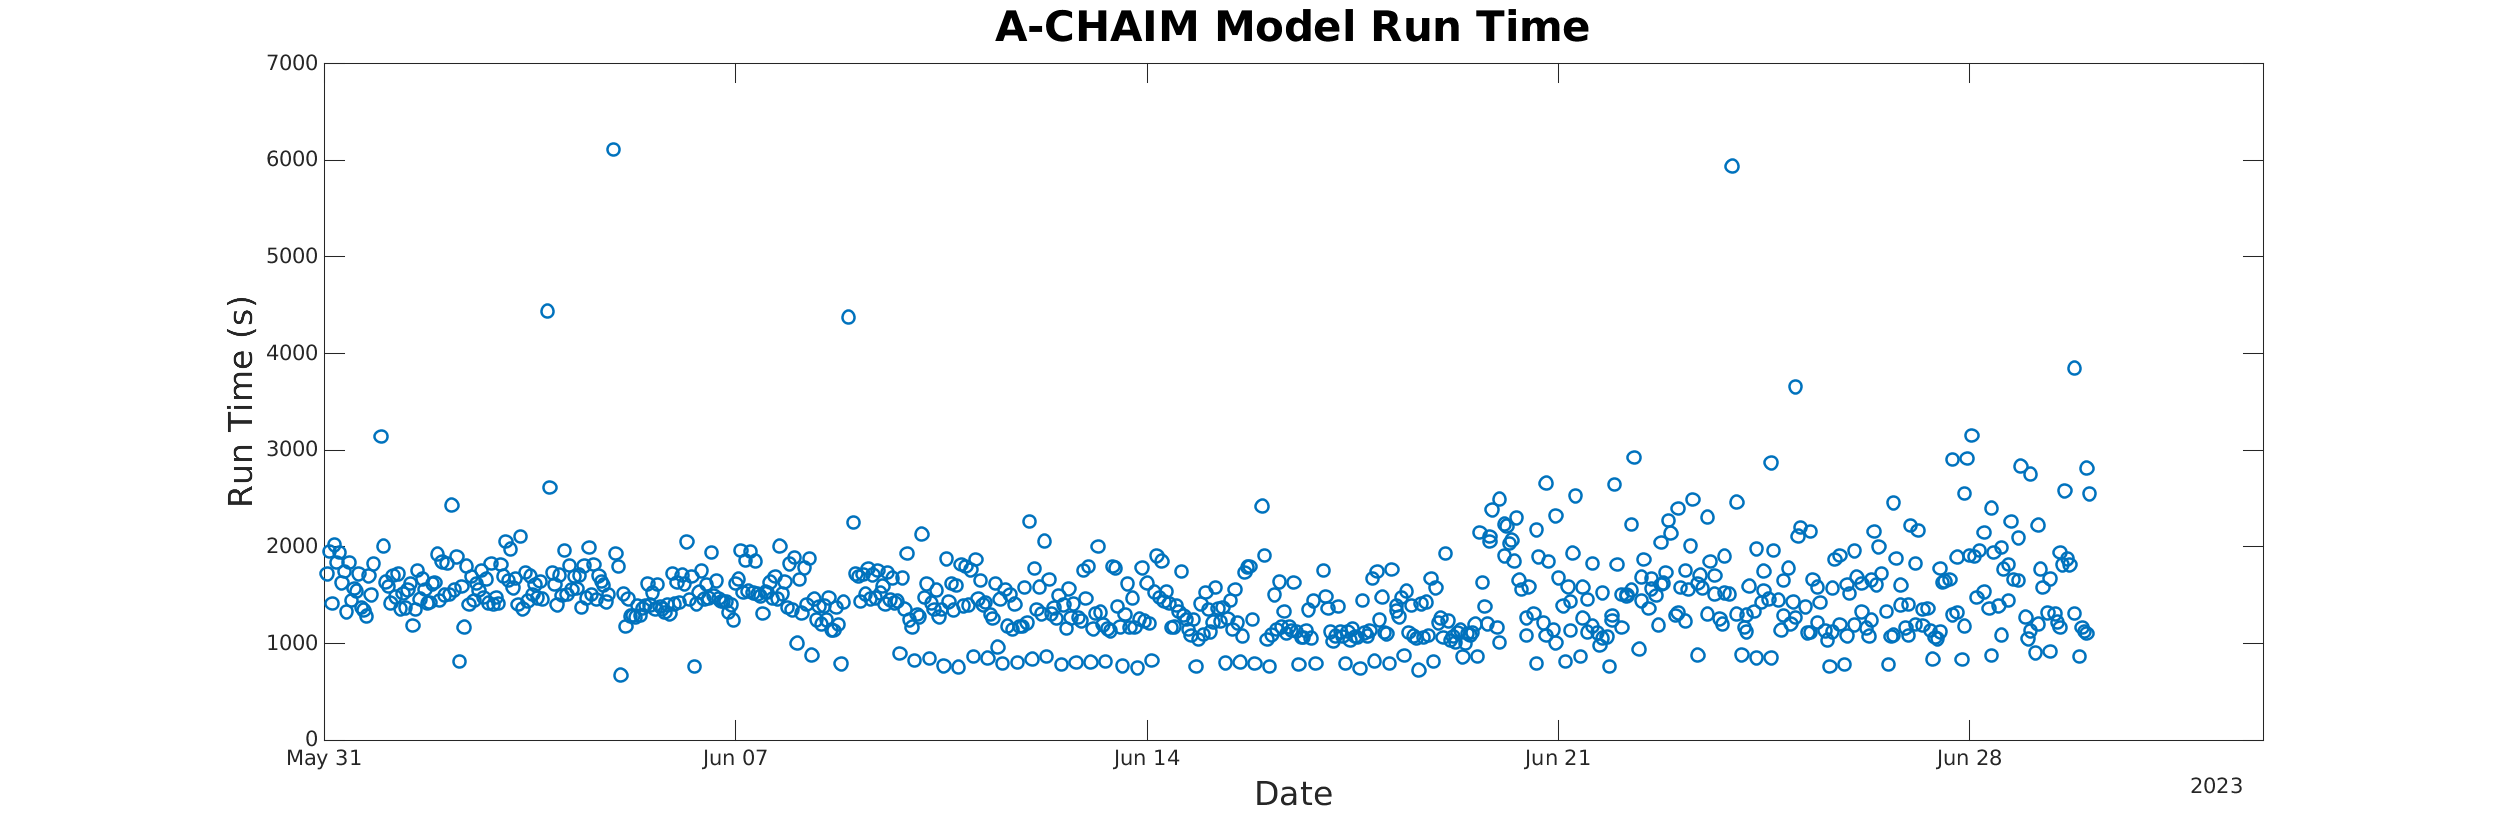 A-CHAIM Model Run Time
7000
6000
5000
4000
3000
2000
1000
0
Run Time (s)
May 31
Jun 07
Jun 14
Jun 21
Jun 28
Date
2023